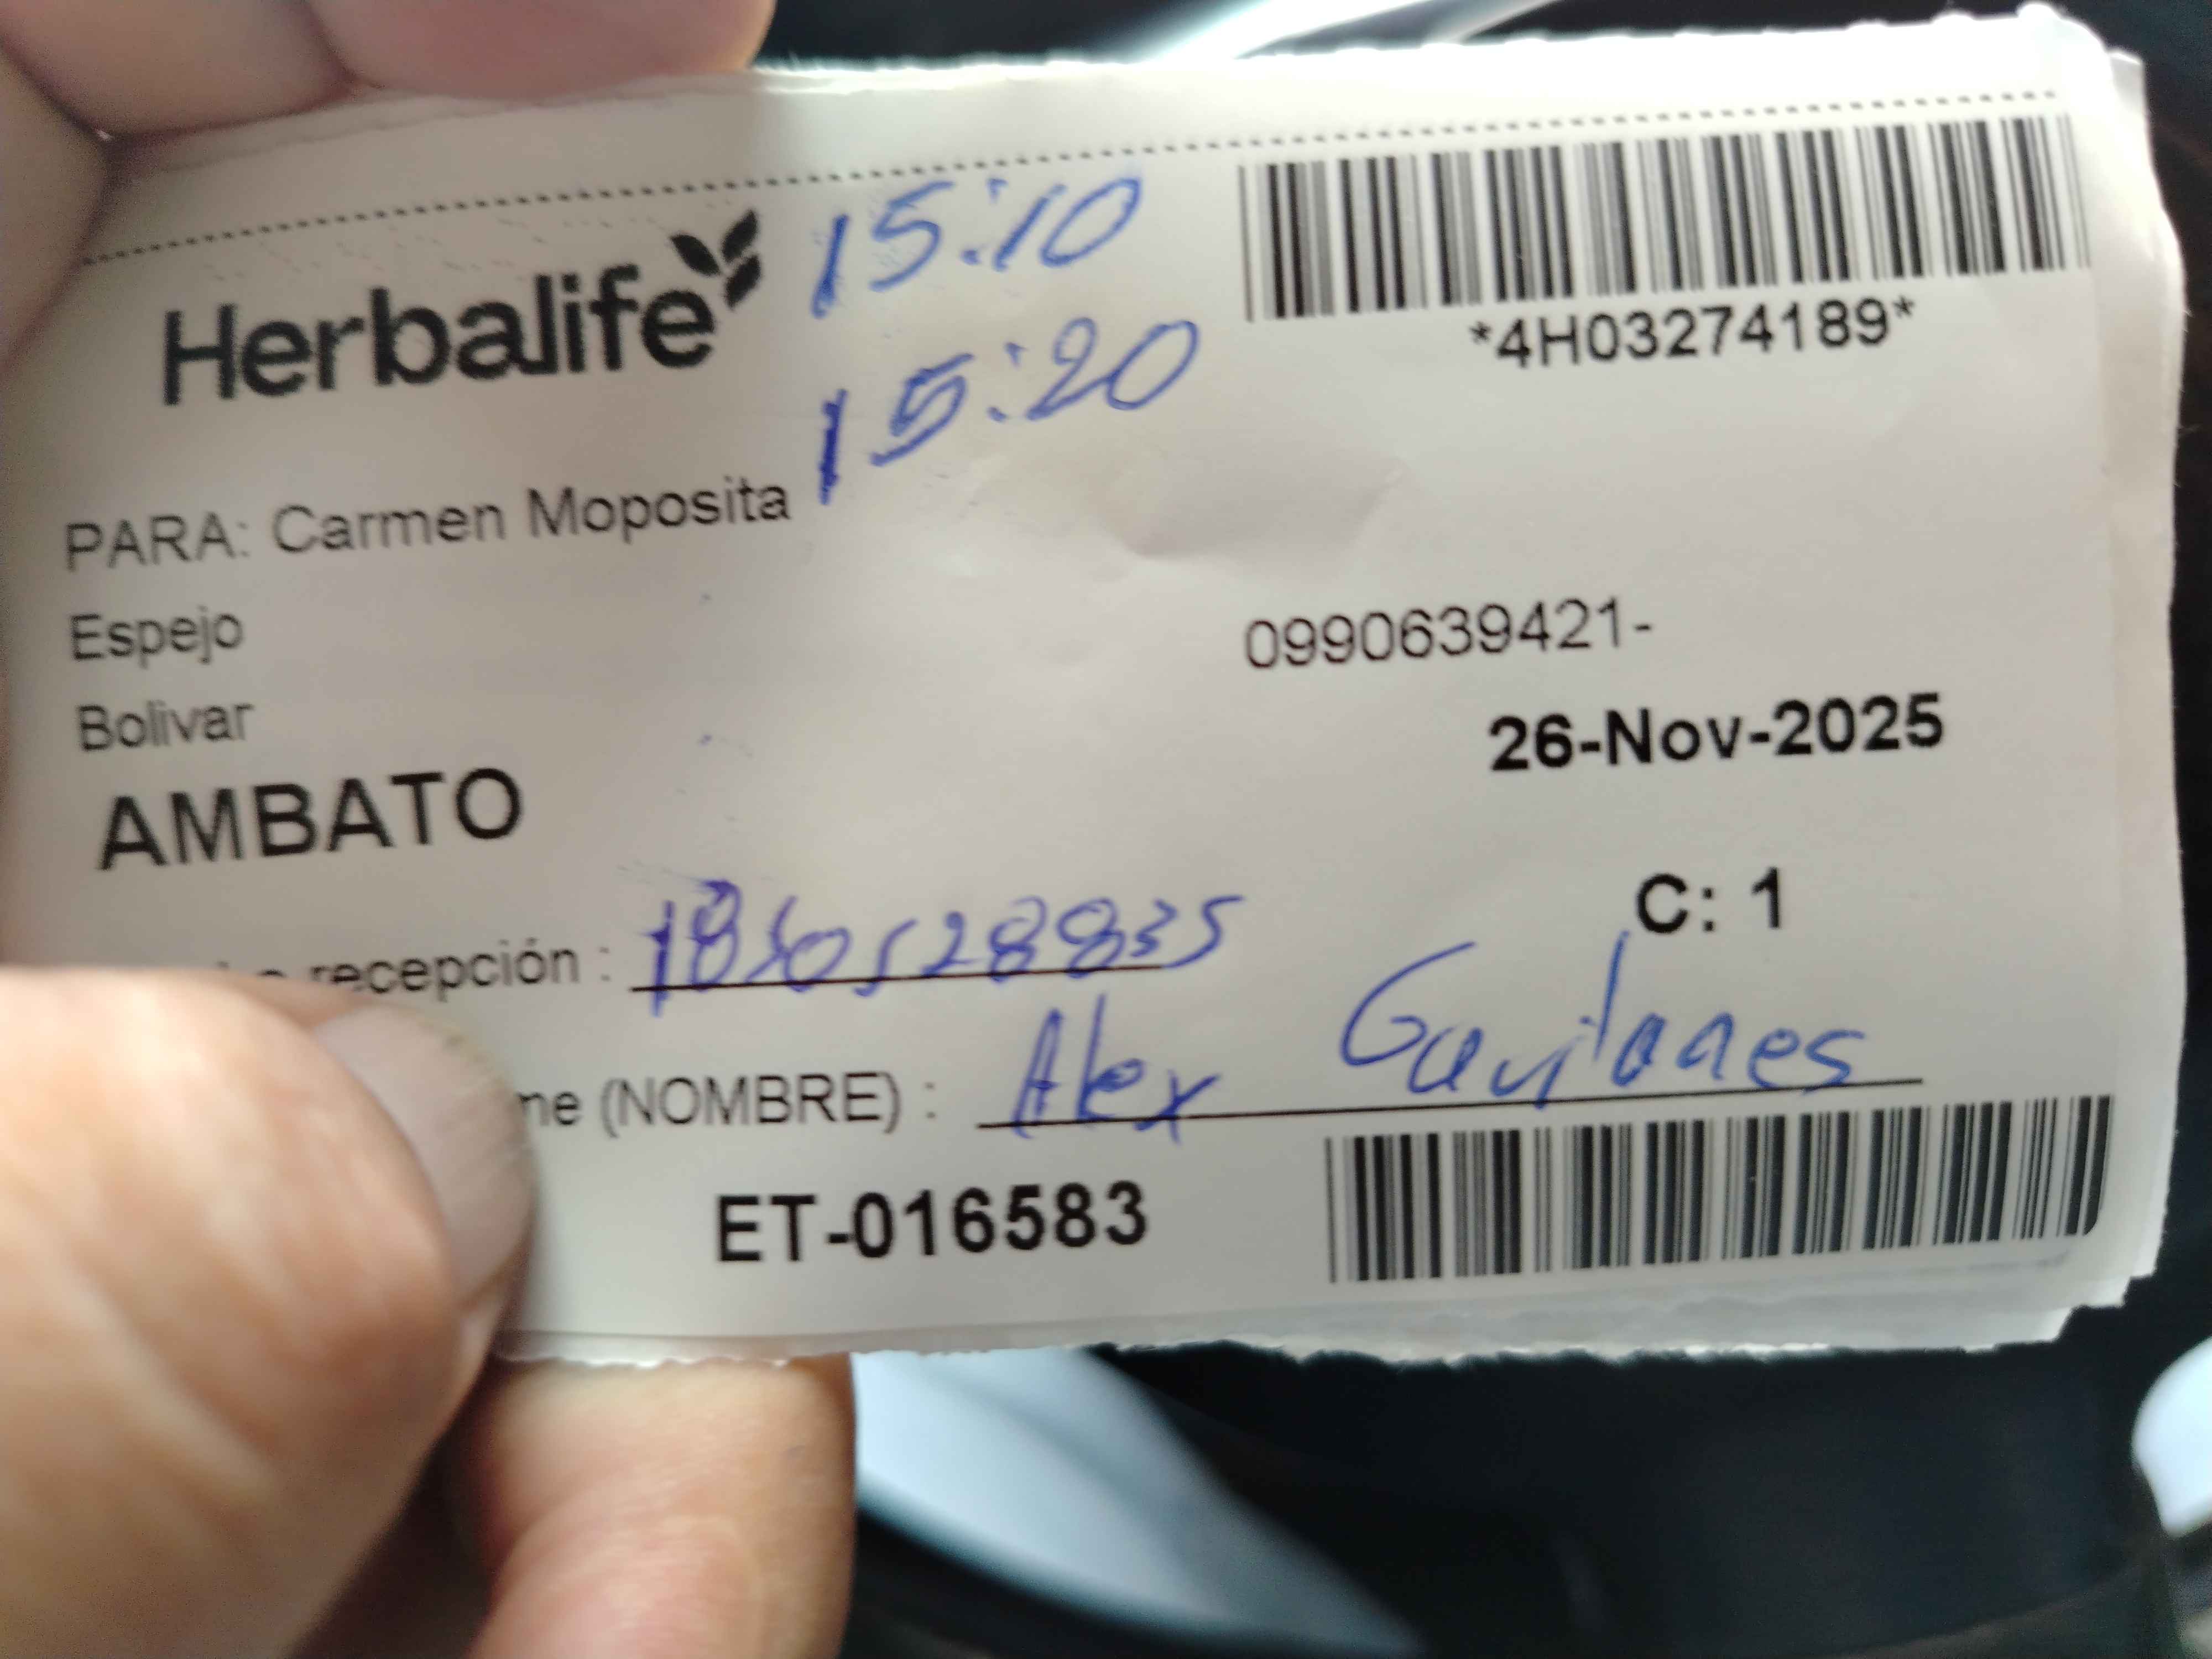 Herbalife
15:10
15:20
*4H03274189*
PARA: Carmen Moposita
Espejo
0990639421-
Bolivar
26-Nov-2025
AMBATO
C: 1
recepción :
(NOMBRE) : Alex Gavilanes
ET-016583